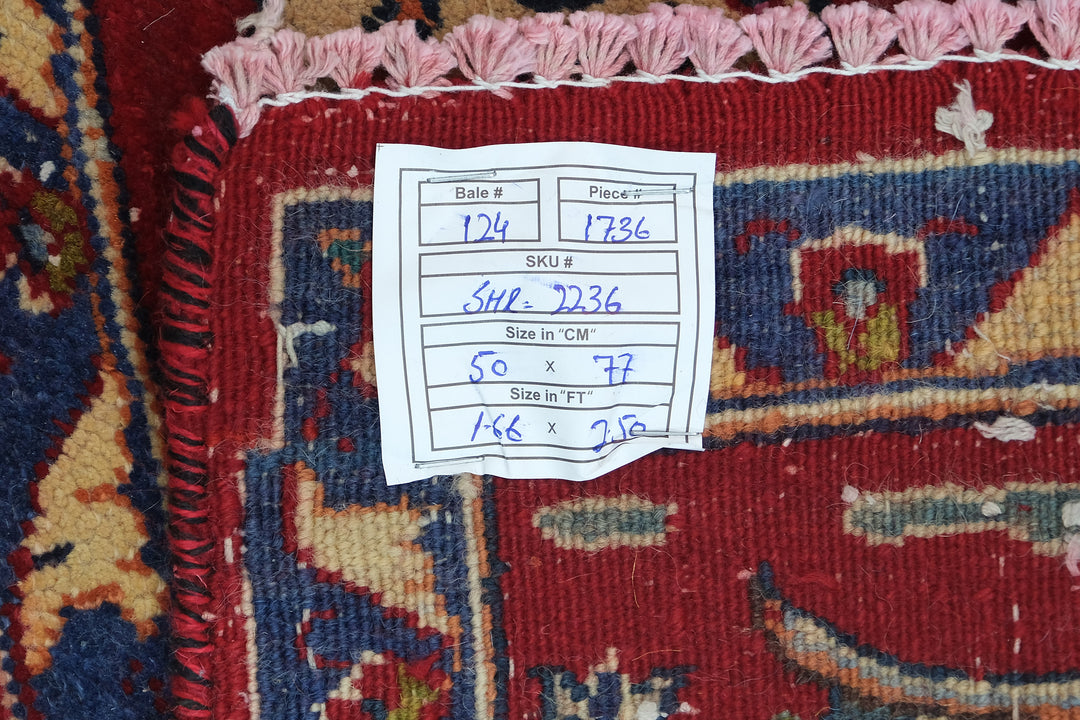 Bale # Piece #
124 1736
SKU #
SHR= 2236
Size in "CM"
50 x 77
Size in "FT"
1-66 x 2.50